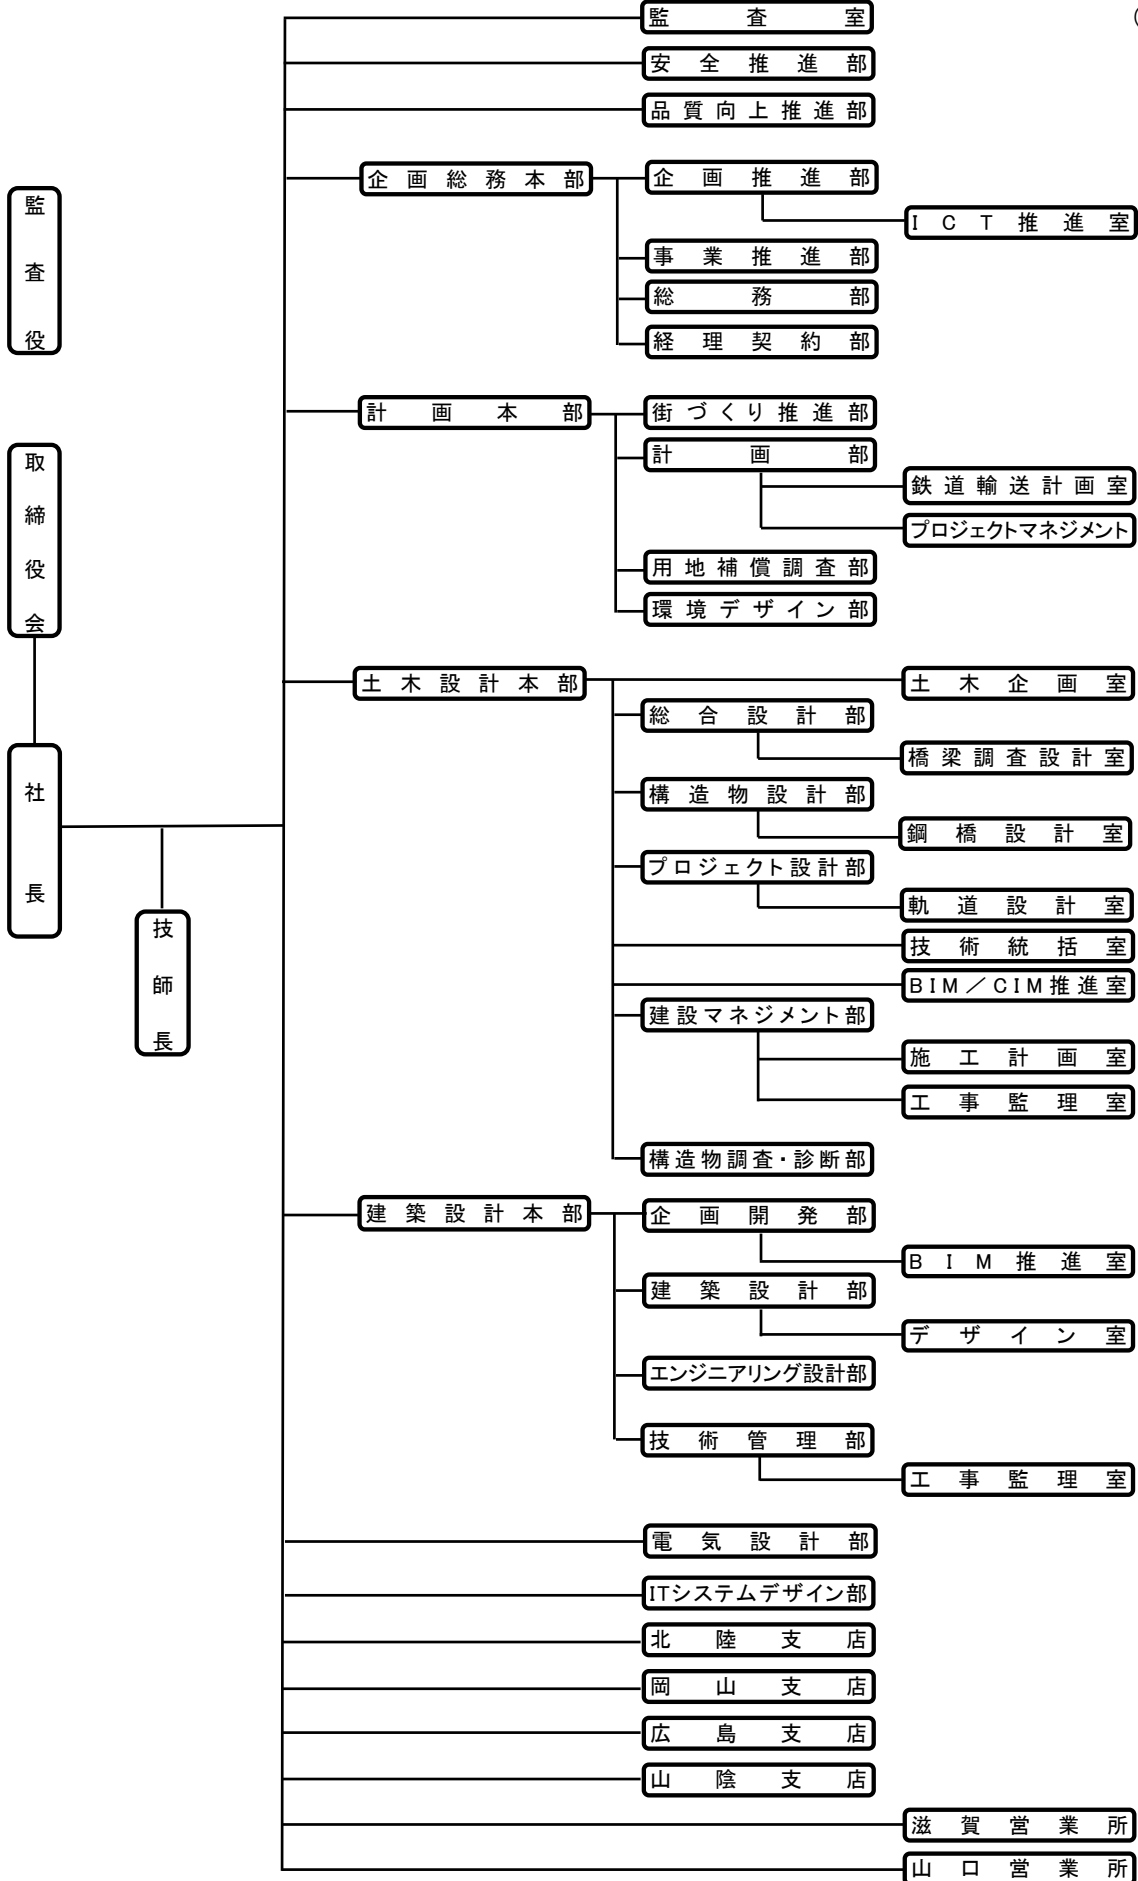 監査室
(
安全推進部
品質向上推進部
企画総務本部
企画推進部
ICT推進室
事業推進部
総務部
経理契約部
監査役
計画本部
街づくり推進部
計画部
鉄道輸送計画室
プロジェクトマネジメント
用地補償調査部
環境デザイン部
取締役会
土木設計本部
土木企画室
総合設計部
橋梁調査設計室
構造物設計部
鋼橋設計室
プロジェクト設計部
軌道設計室
技術統括室
BIM/CIM推進室
建設マネジメント部
施工計画室
工事監理室
構造物調査・診断部
社長
技師長
建築設計本部
企画開発部
BIM推進室
建築設計部
デザイン室
エンジニアリング設計部
技術管理部
工事監理室
電気設計部
ITシステムデザイン部
北陸支店
岡山支店
広島支店
山陰支店
滋賀営業所
山口営業所